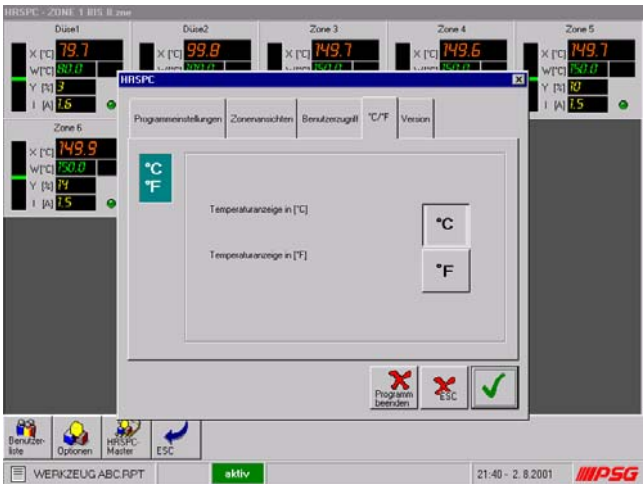 HRSPC - ZONE 1 BIS 8.zne
Düse1 Düse2 Zone 3 Zone 4 Zone 5
X [°C] 79.7 X [°C] 99.8 X [°C] 149.7 X [°C] 149.6 X [°C] 149.7
W[°C] 80.0 W[°C] 150.0
Y [%] 3 Y [%] 10
I [A] 1.6 I [A] 1.5
HRSPC
Programmeinstellungen Zonenansichten Benutzerzugriff °C/°F Version
Zone 6
X [°C] 149.9
W[°C] 150.0
Y [%] 14
I [A] 1.5
°C
°F
Temperaturanzeige in [°C] °C
Temperaturanzeige in [°F] °F
Programm beenden ESC
Benutzer-liste Optionen HRSPC-Master ESC
WERKZEUG ABC.RPT aktiv 21:40 - 2. 8.2001 PSG